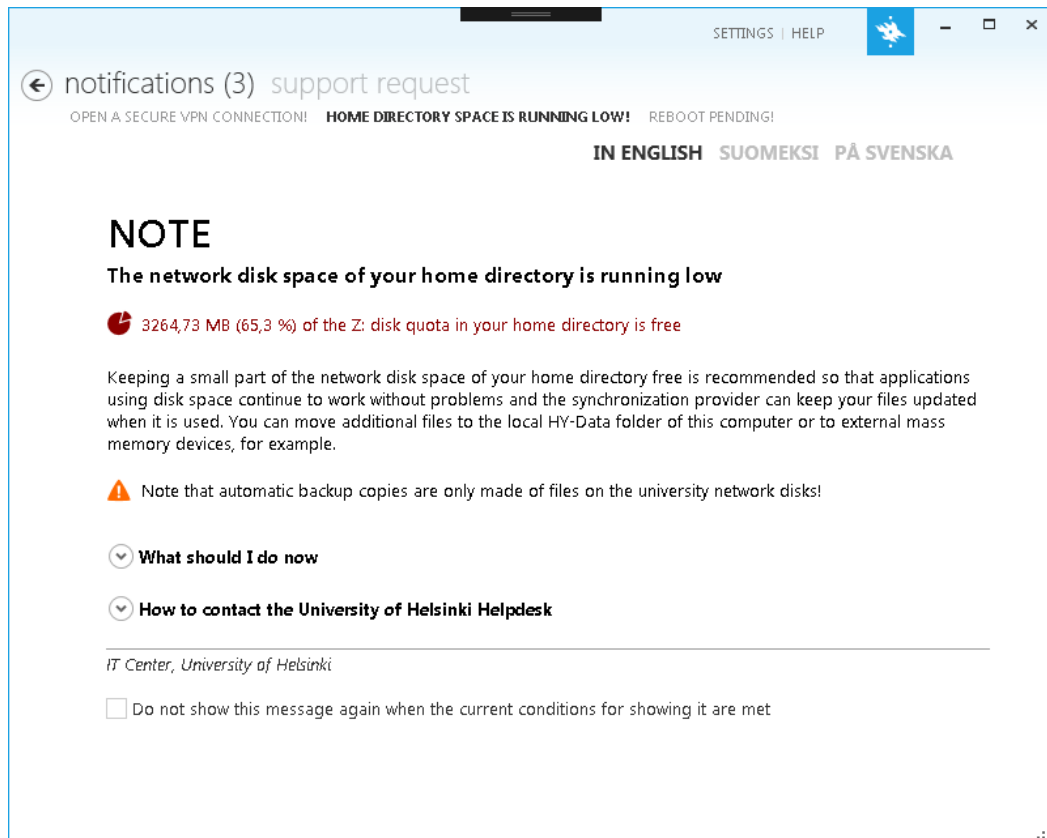 SETTINGS | HELP
notifications (3) support request
OPEN A SECURE VPN CONNECTION! HOME DIRECTORY SPACE IS RUNNING LOW! REBOOT PENDING!
IN ENGLISH SUOMEKSI PÅ SVENSKA
NOTE
The network disk space of your home directory is running low
3264,73 MB (65,3 %) of the Z: disk quota in your home directory is free
Keeping a small part of the network disk space of your home directory free is recommended so that applications
using disk space continue to work without problems and the synchronization provider can keep your files updated
when it is used. You can move additional files to the local HY-Data folder of this computer or to external mass
memory devices, for example.
Note that automatic backup copies are only made of files on the university network disks!
What should I do now
How to contact the University of Helsinki Helpdesk
IT Center, University of Helsinki
Do not show this message again when the current conditions for showing it are met